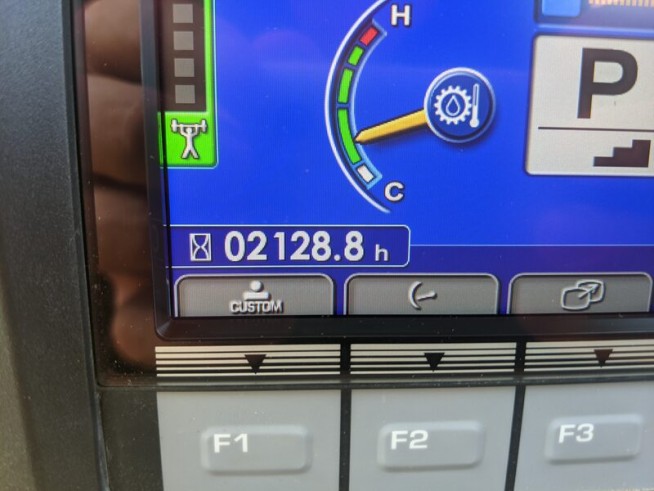 H
P
C
02128.8 h
CUSTOM
F1 F2 F3